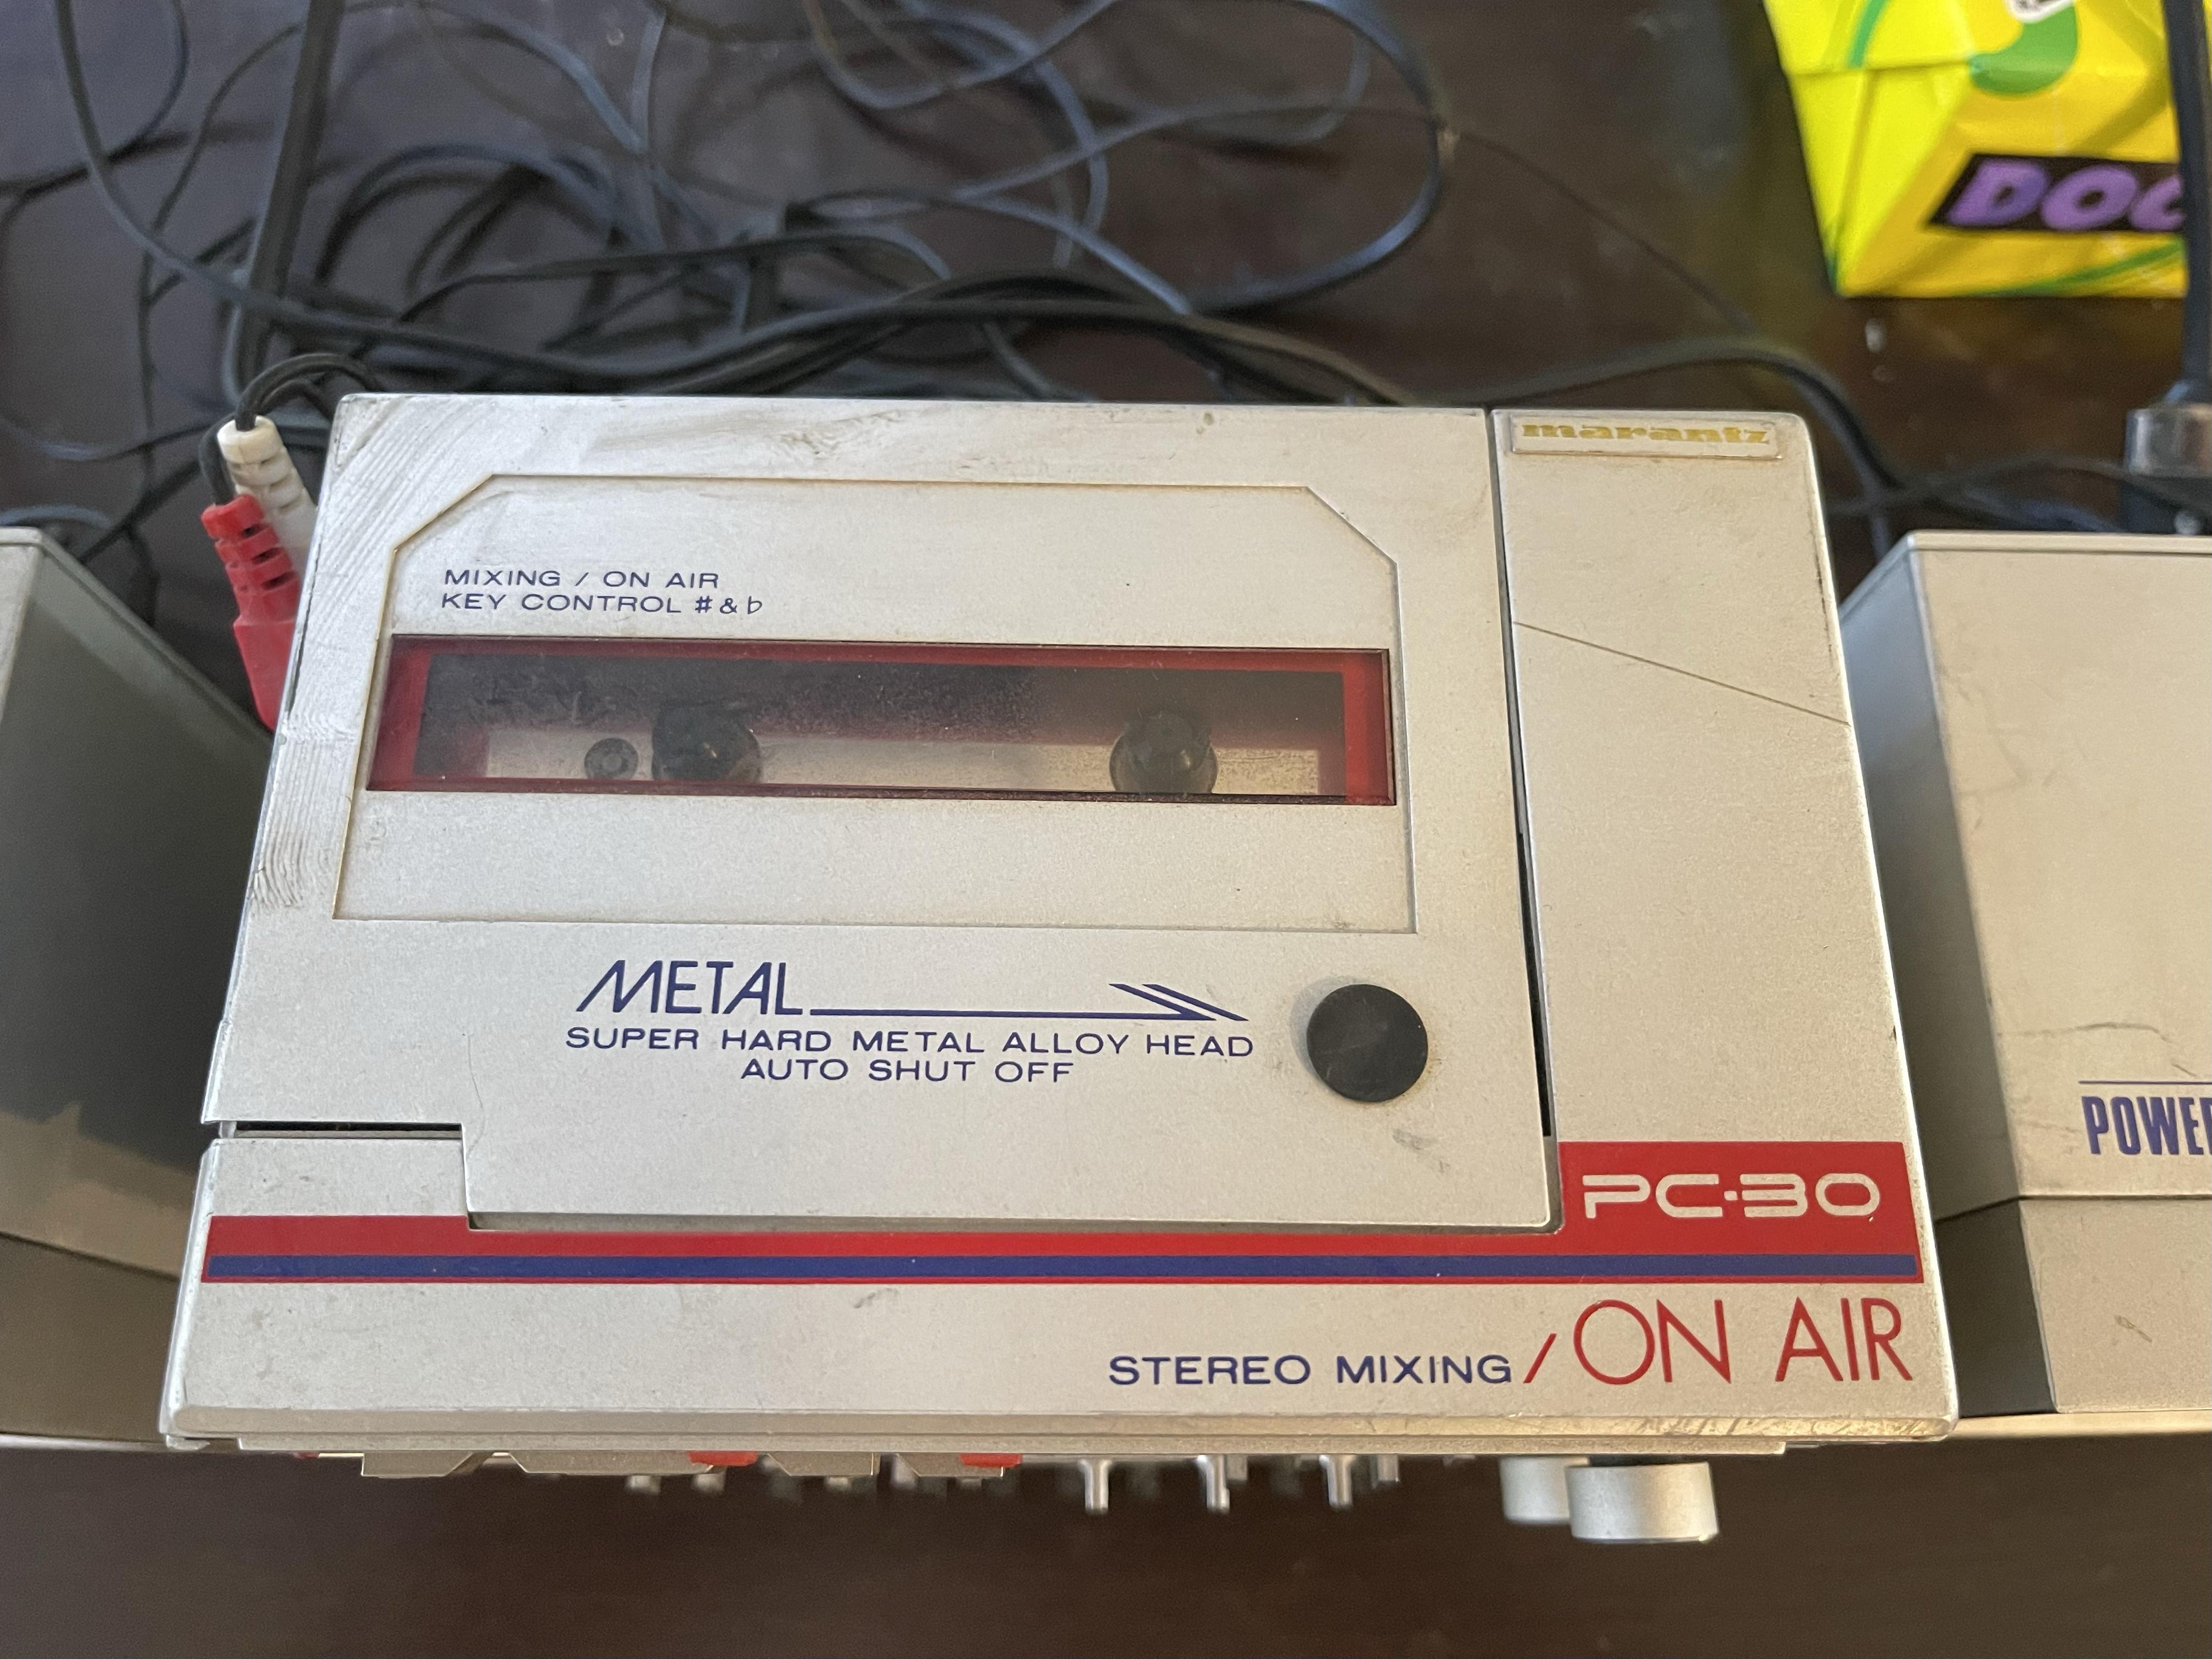 DOC
marantz
MIXING / ON AIR
KEY CONTROL #&♭
METAL
SUPER HARD METAL ALLOY HEAD
AUTO SHUT OFF
POWE
PC-30
STEREO MIXING / ON AIR